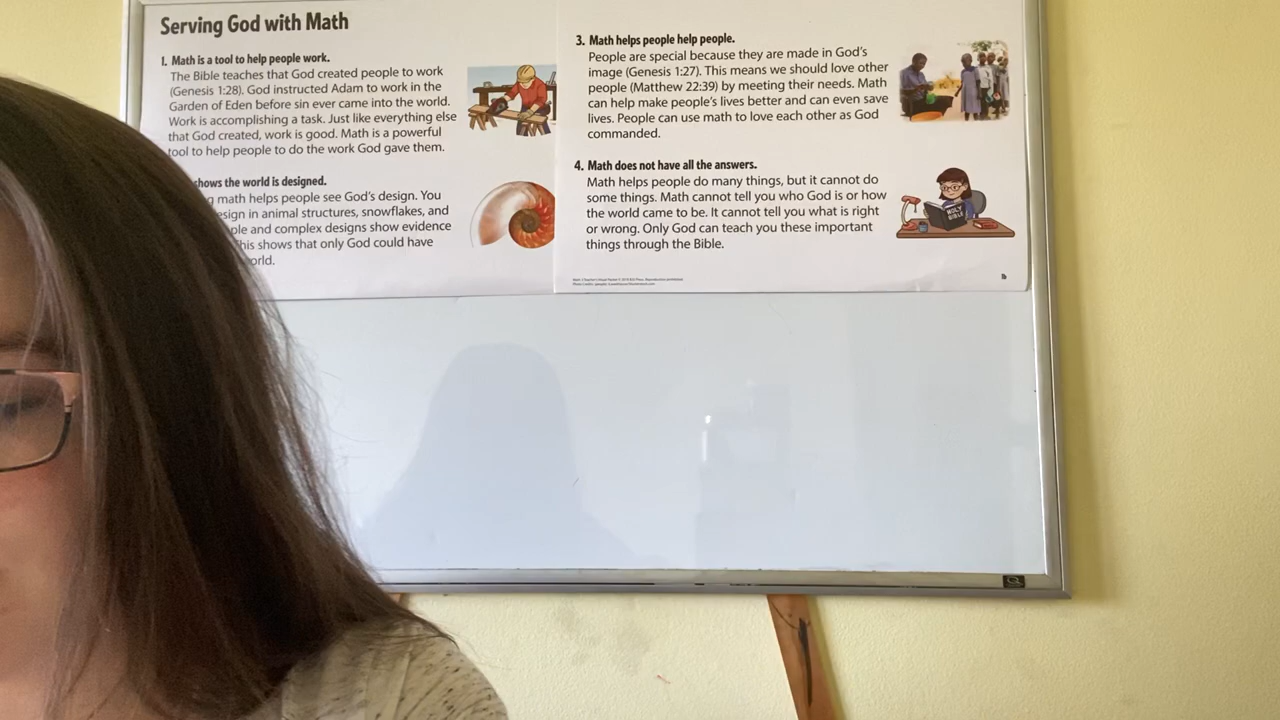 Serving God with Math
1. Math is a tool to help people work.
The Bible teaches that God created people to work
(Genesis 1:28). God instructed Adam to work in the
Garden of Eden before sin ever came into the world.
Work is accomplishing a task. Just like everything else
that God created, work is good. Math is a powerful
tool to help people to do the work God gave them.
shows the world is designed.
math helps people see God's design. You
in animal structures, snowflakes, and
and complex designs show evidence
This shows that only God could have
3. Math helps people help people.
People are special because they are made in God's
image (Genesis 1:27). This means we should love other
people (Matthew 22:39) by meeting their needs. Math
can help make people's lives better and can even save
lives. People can use math to love each other as God
commanded.
4. Math does not have all the answers.
Math helps people do many things, but it cannot do
some things. Math cannot tell you who God is or how
the world came to be. It cannot tell you what is right
or wrong. Only God can teach you these important
things through the Bible.
HOLY
BIBLE